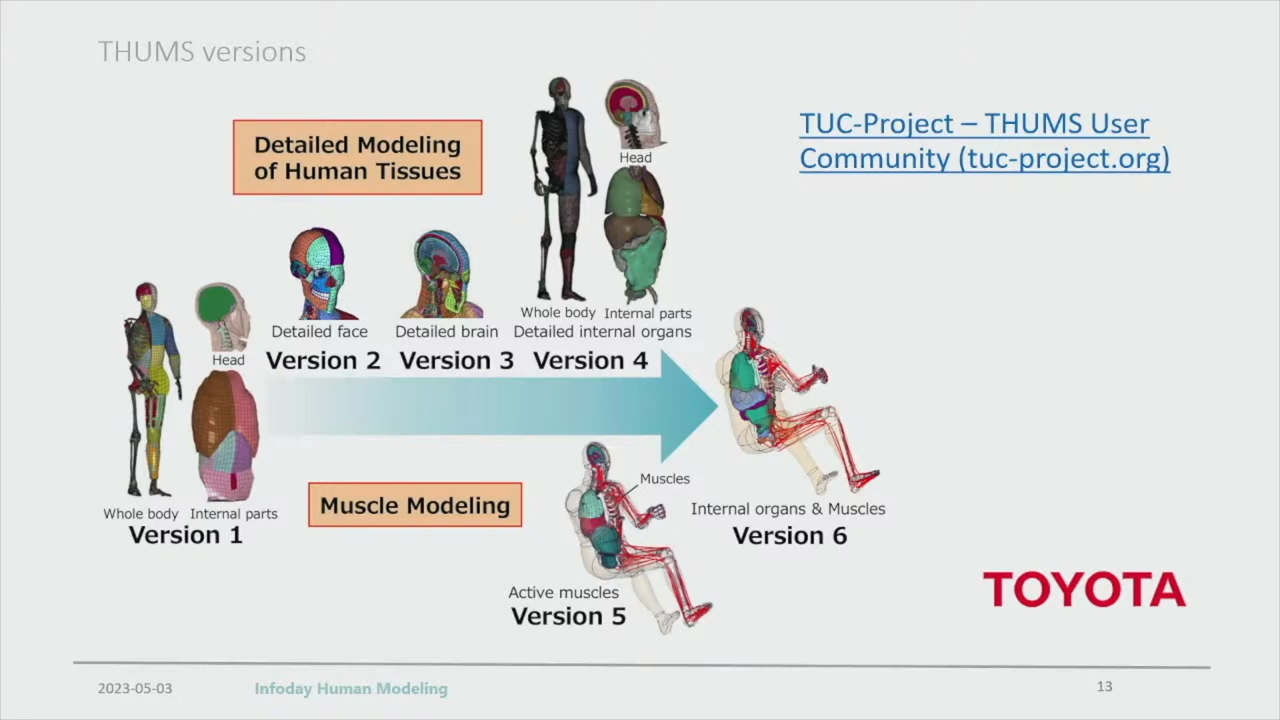 THUMS versions
Detailed Modeling
of Human Tissues
TUC-Project – THUMS User
Community (tuc-project.org)
Head
Whole body
Internal parts
Detailed face
Detailed brain
Detailed internal organs
Head
Version 2
Version 3
Version 4
Muscles
Muscle Modeling
Whole body
Internal parts
Version 1
Internal organs & Muscles
Version 6
Active muscles
Version 5
TOYOTA
2023-05-03
Infoday Human Modeling
13